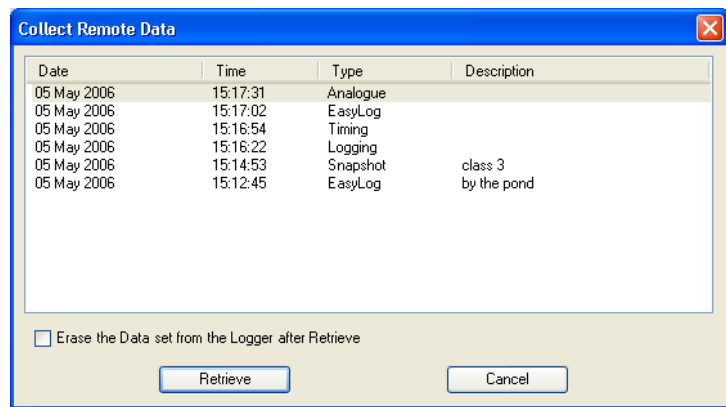 Collect Remote Data
Date Time Type Description
05 May 2006 15:17:31 Analogue
05 May 2006 15:17:02 EasyLog
05 May 2006 15:16:54 Timing
05 May 2006 15:16:22 Logging
05 May 2006 15:14:53 Snapshot class 3
05 May 2006 15:12:45 EasyLog by the pond
Erase the Data set from the Logger after Retrieve
Retrieve Cancel